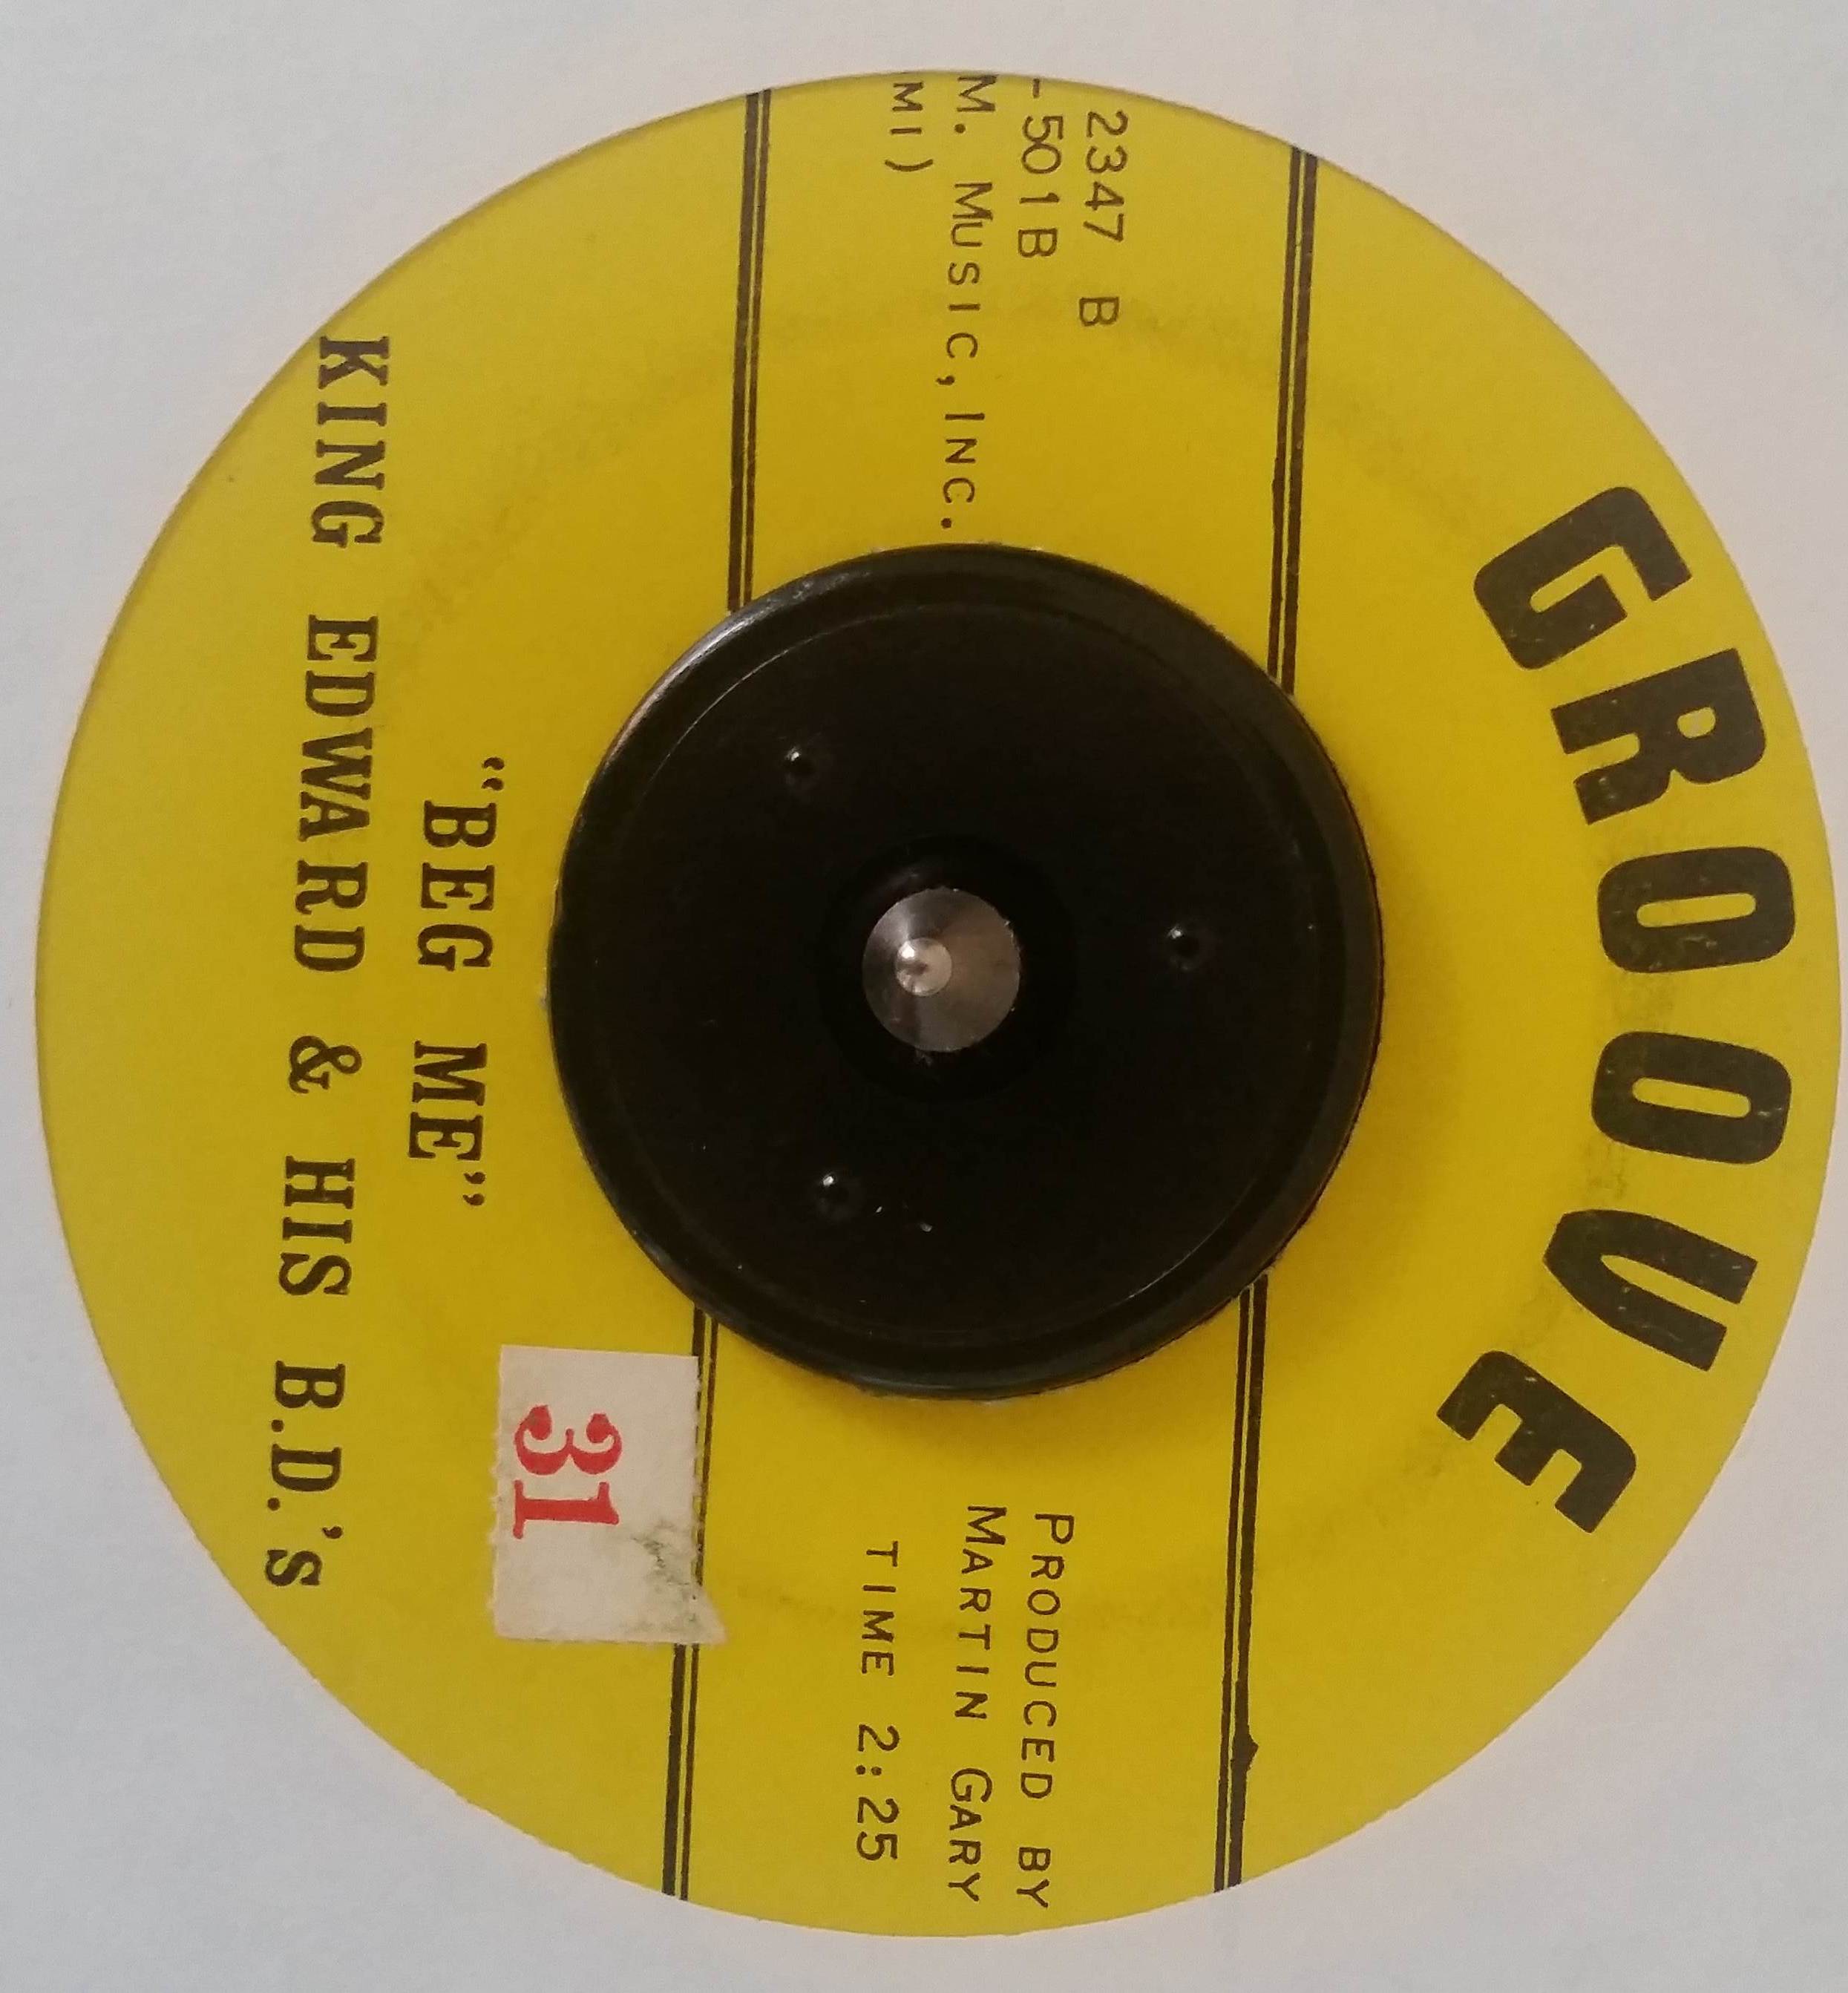 GROOVE
2347 B
-501B
M. MUSIC, INC.
MI)
PRODUCED BY
MARTIN GARY
TIME 2:25
31
"BEG ME"
KING EDWARD & HIS B.D.'S